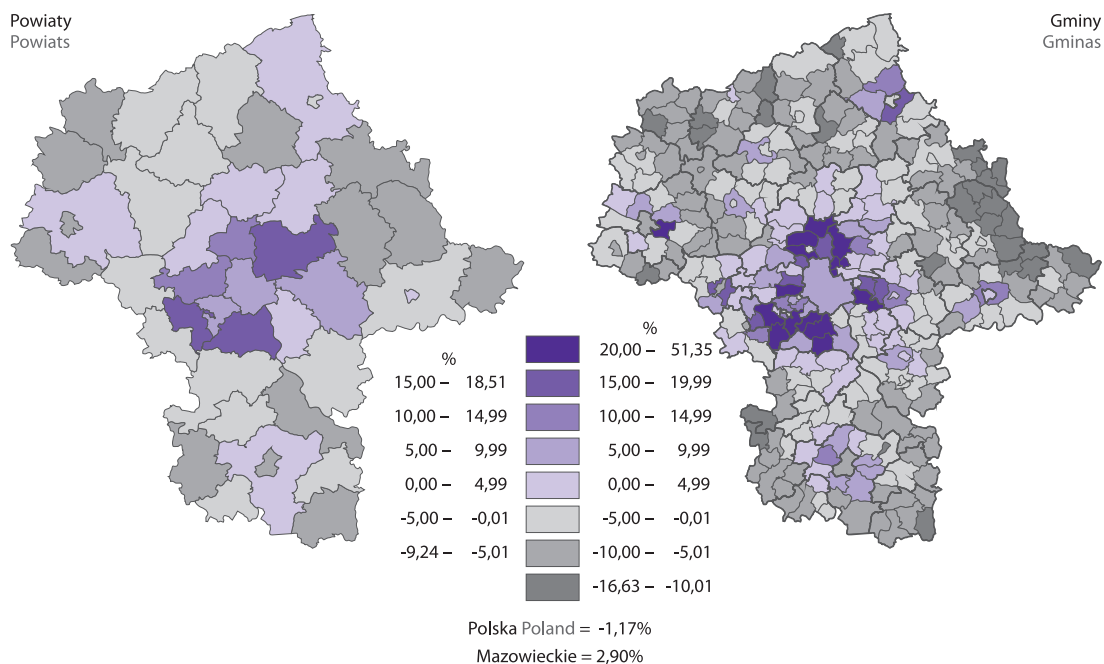 Powiaty
Powiats
Gminy
Gminas
% %
20,00 – 51,35
15,00 – 18,51 15,00 – 19,99
10,00 – 14,99 10,00 – 14,99
5,00 – 9,99 5,00 – 9,99
0,00 – 4,99 0,00 – 4,99
-5,00 – -0,01 -5,00 – -0,01
-9,24 – -5,01 -10,00 – -5,01
-16,63 – -10,01
Polska Poland = -1,17%
Mazowieckie = 2,90%